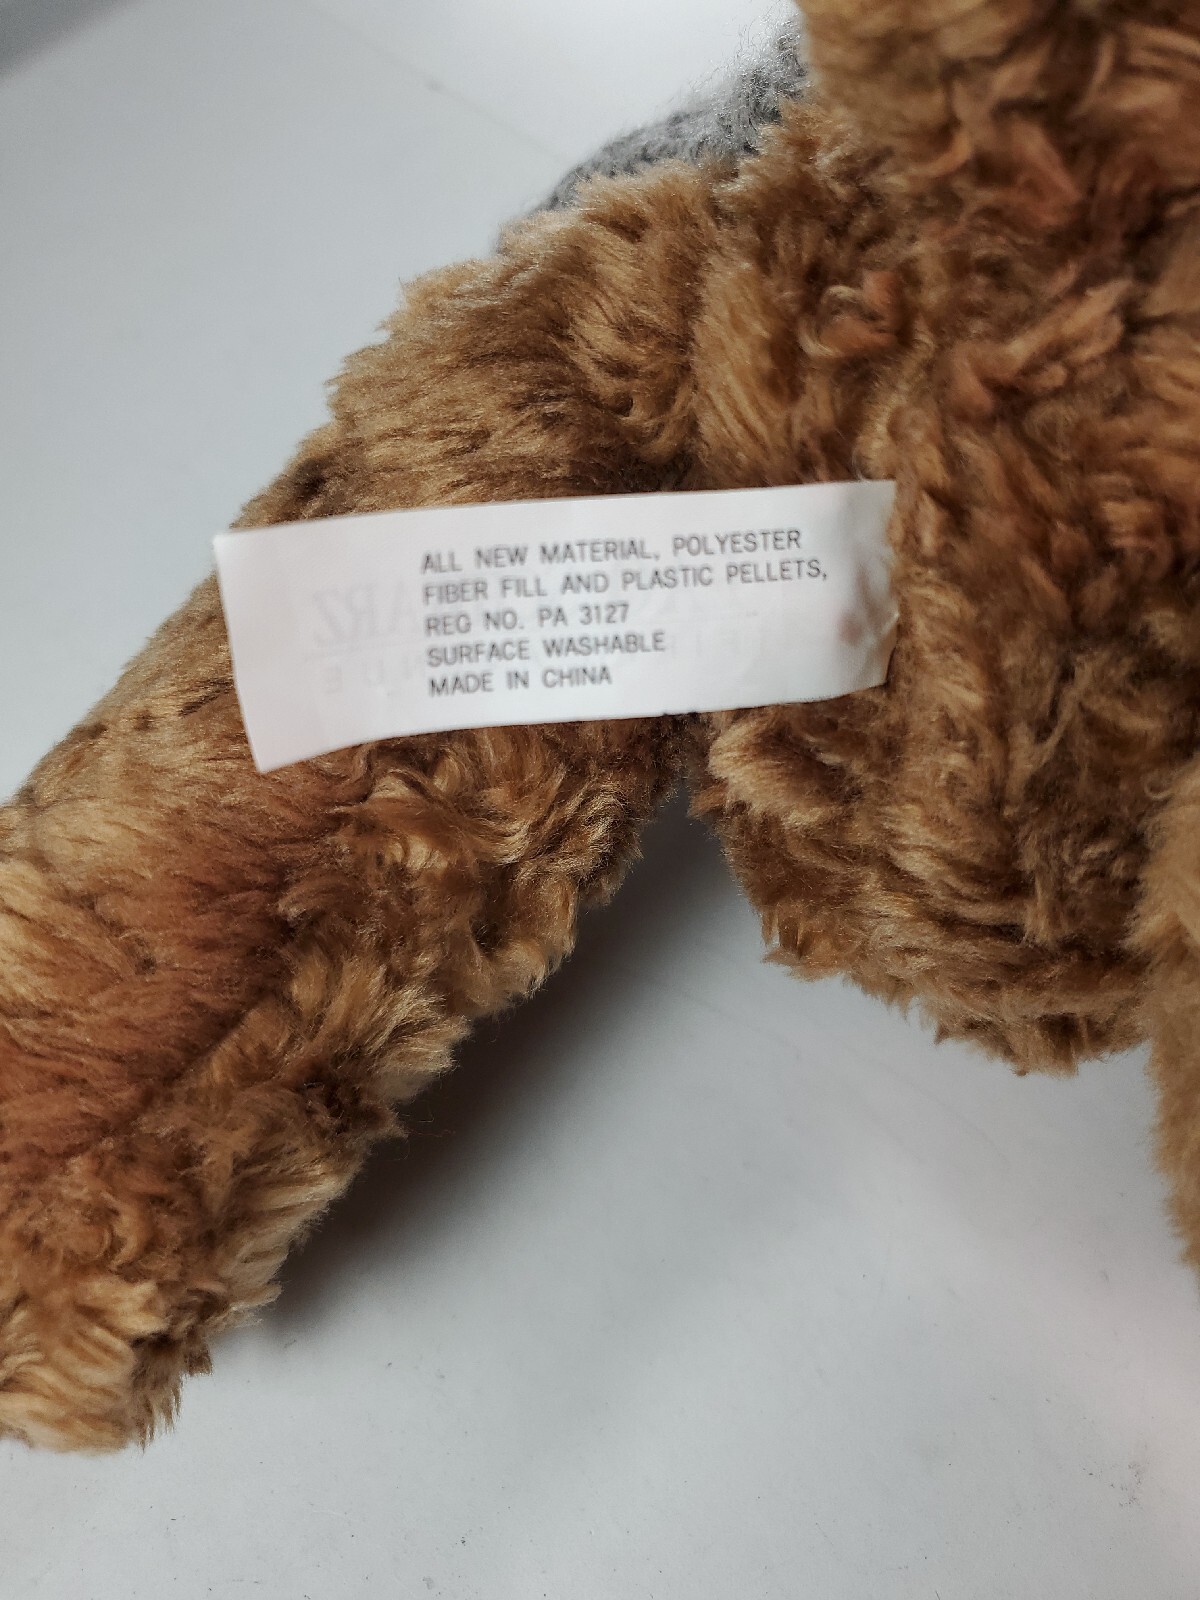 ALL NEW MATERIAL, POLYESTER
FIBER FILL AND PLASTIC PELLETS,
REG NO. PA 3127
SURFACE WASHABLE
MADE IN CHINA